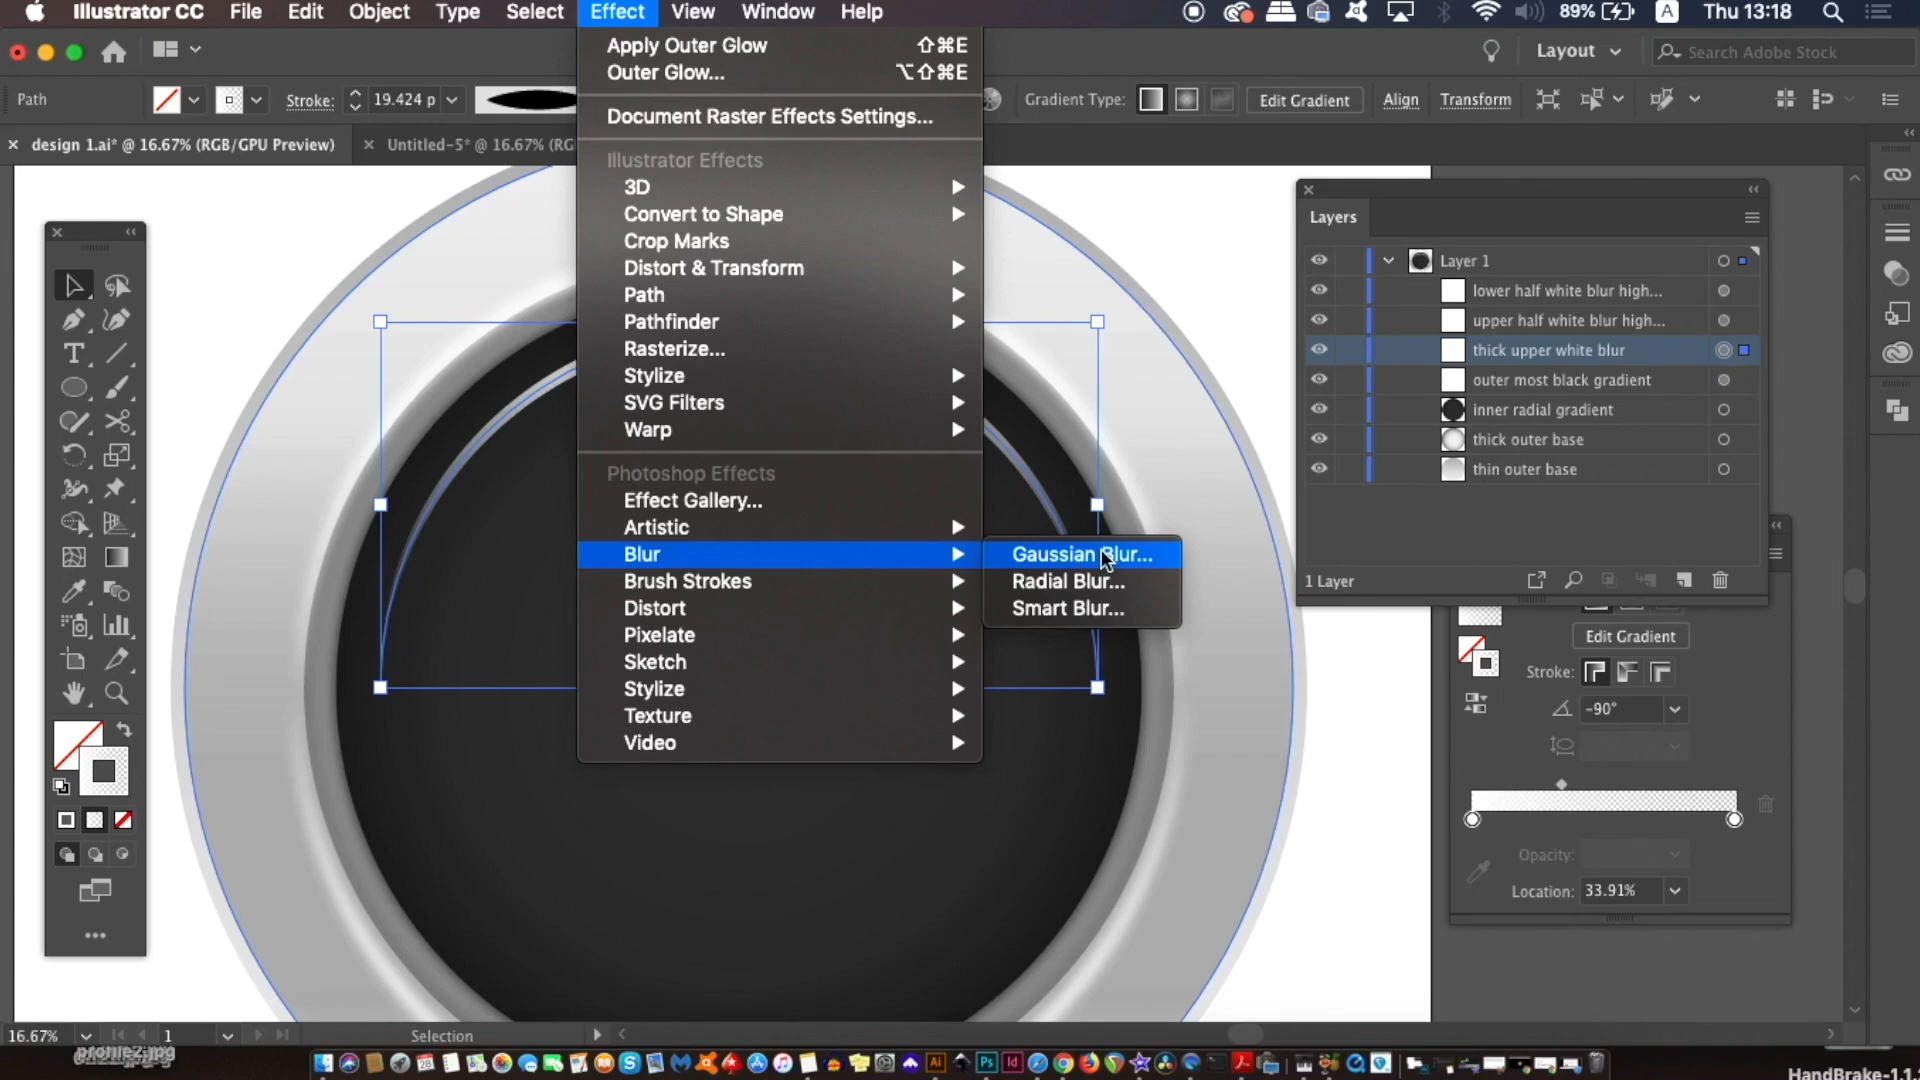 Illustrator CC File Edit Object Type Select Effect View Window Help 89% A Thu 13:18
Layout Search Adobe Stock
Path Stroke: 19.424 p Gradient Type: Edit Gradient Align Transform
design 1.ai* @ 16.67% (RGB/GPU Preview) Untitled-5* @ 16.67% (RG
Apply Outer Glow ⇧⌘E
Outer Glow... ⌥⇧⌘E
Document Raster Effects Settings...
Illustrator Effects
3D
Convert to Shape
Crop Marks
Distort & Transform
Path
Pathfinder
Rasterize...
Stylize
SVG Filters
Warp
Photoshop Effects
Effect Gallery...
Artistic
Blur
Brush Strokes
Distort
Pixelate
Sketch
Stylize
Texture
Video
Gaussian Blur...
Radial Blur...
Smart Blur...
Layers
Layer 1
lower half white blur high...
upper half white blur high...
thick upper white blur
outer most black gradient
inner radial gradient
thick outer base
thin outer base
1 Layer
Edit Gradient
Stroke:
-90°
Opacity:
Location: 33.91%
16.67% 1 Selection
profile2.jpg
Ai Ps Id
HandBrake-1.1.